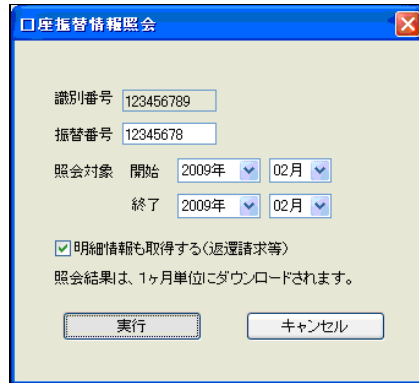 口座振替情報照会
識別番号 123456789
振替番号 12345678
照会対象 開始 2009年 02月
終了 2009年 02月
明細情報も取得する(返還請求等)
照会結果は、1ヶ月単位にダウンロードされます。
実行 キャンセル